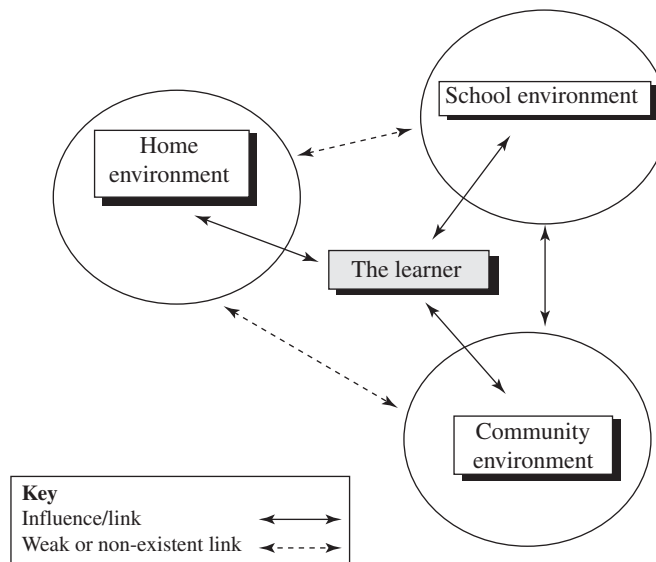 School environment
Home
environment
The learner
Community
environment
Key
Influence/link
Weak or non-existent link